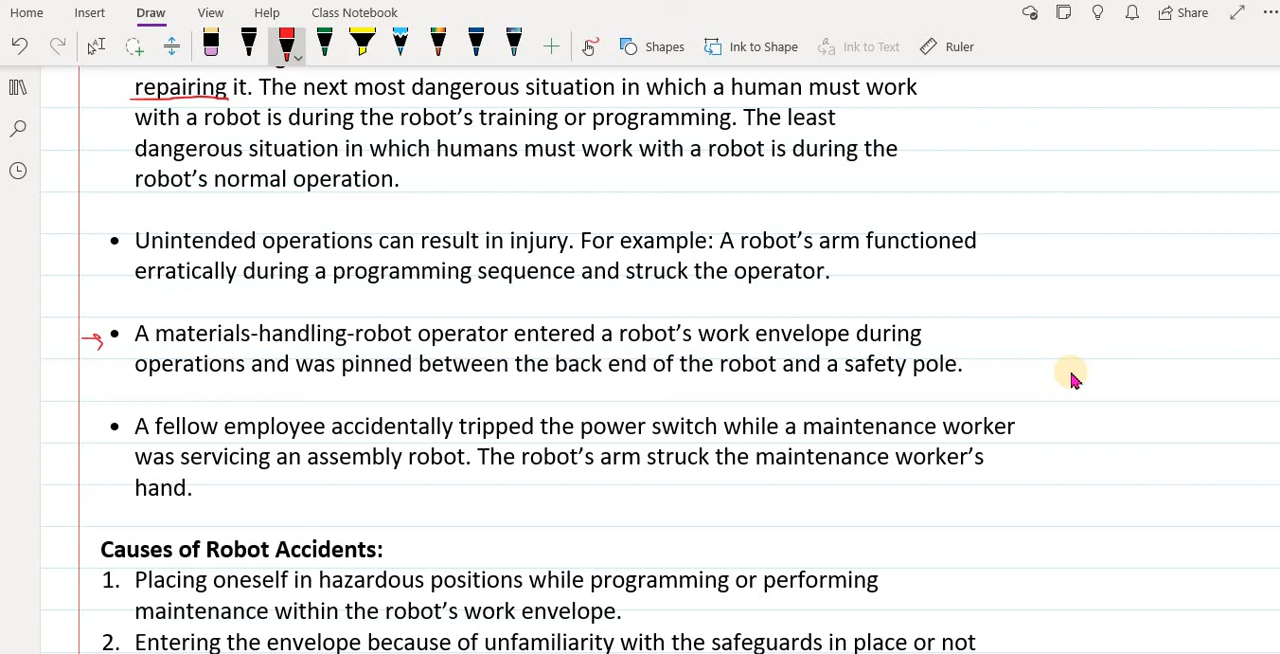 Home Insert Draw View Help Class Notebook Share
Shapes Ink to Shape Ink to Text Ruler
repairing it. The next most dangerous situation in which a human must work
with a robot is during the robot's training or programming. The least
dangerous situation in which humans must work with a robot is during the
robot's normal operation.
• Unintended operations can result in injury. For example: A robot's arm functioned
erratically during a programming sequence and struck the operator.
• A materials-handling-robot operator entered a robot's work envelope during
operations and was pinned between the back end of the robot and a safety pole.
• A fellow employee accidentally tripped the power switch while a maintenance worker
was servicing an assembly robot. The robot's arm struck the maintenance worker's
hand.
Causes of Robot Accidents:
1. Placing oneself in hazardous positions while programming or performing
maintenance within the robot's work envelope.
2. Entering the envelope because of unfamiliarity with the safeguards in place or not